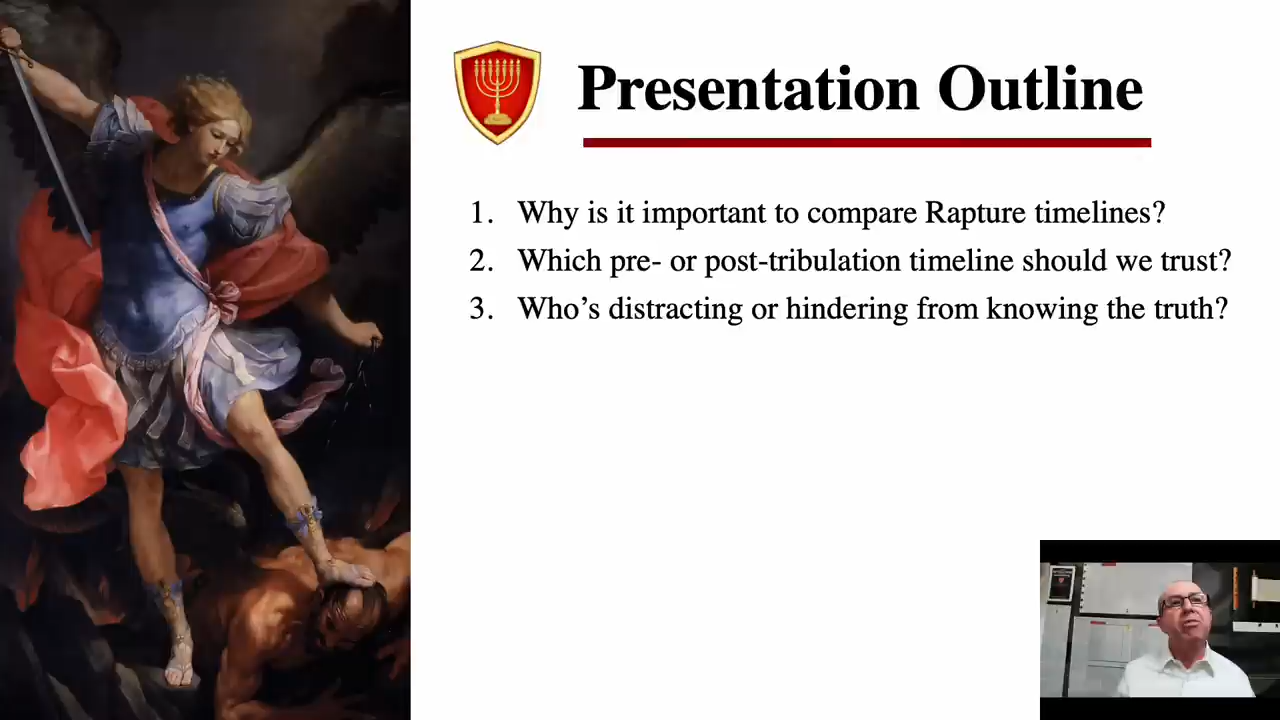 Presentation Outline
1. Why is it important to compare Rapture timelines?
2. Which pre- or post-tribulation timeline should we trust?
3. Who's distracting or hindering from knowing the truth?